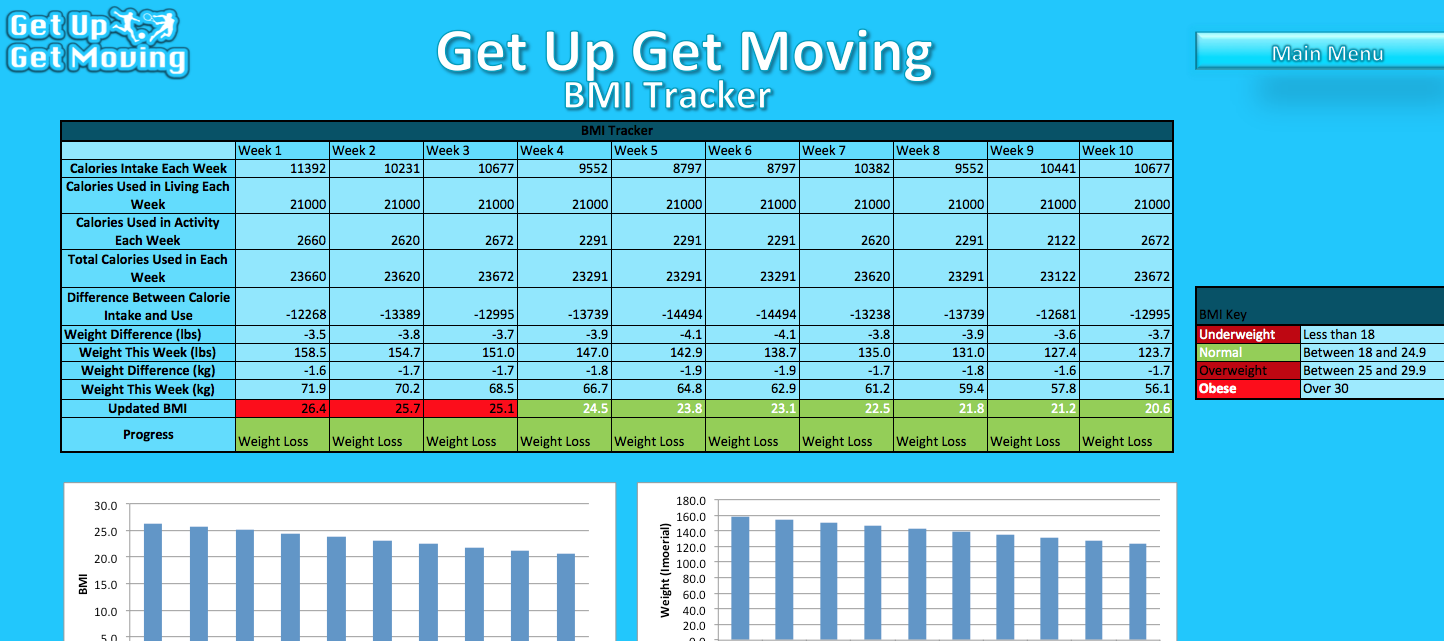 Get Up
Get Moving
Get Up Get Moving
BMI Tracker
Main Menu
BMI Tracker
Week 1 Week 2 Week 3 Week 4 Week 5 Week 6 Week 7 Week 8 Week 9 Week 10
Calories Intake Each Week 11392 10231 10677 9552 8797 8797 10382 9552 10441 10677
Calories Used in Living Each
Week 21000 21000 21000 21000 21000 21000 21000 21000 21000 21000
Calories Used in Activity
Each Week 2660 2620 2672 2291 2291 2291 2620 2291 2122 2672
Total Calories Used in Each
Week 23660 23620 23672 23291 23291 23291 23620 23291 23122 23672
Difference Between Calorie
Intake and Use -12268 -13389 -12995 -13739 -14494 -14494 -13238 -13739 -12681 -12995
Weight Difference (lbs) -3.5 -3.8 -3.7 -3.9 -4.1 -4.1 -3.8 -3.9 -3.6 -3.7
Weight This Week (lbs) 158.5 154.7 151.0 147.0 142.9 138.7 135.0 131.0 127.4 123.7
Weight Difference (kg) -1.6 -1.7 -1.7 -1.8 -1.9 -1.9 -1.7 -1.8 -1.6 -1.7
Weight This Week (kg) 71.9 70.2 68.5 66.7 64.8 62.9 61.2 59.4 57.8 56.1
Updated BMI 26.4 25.7 25.1 24.5 23.8 23.1 22.5 21.8 21.2 20.6
Progress Weight Loss Weight Loss Weight Loss Weight Loss Weight Loss Weight Loss Weight Loss Weight Loss Weight Loss Weight Loss
BMI Key
Underweight Less than 18
Normal Between 18 and 24.9
Overweight Between 25 and 29.9
Obese Over 30
30.0
25.0
20.0
15.0
10.0
5.0
BMI
180.0
160.0
140.0
120.0
100.0
80.0
60.0
40.0
20.0
0.0
Weight (Imoerial)